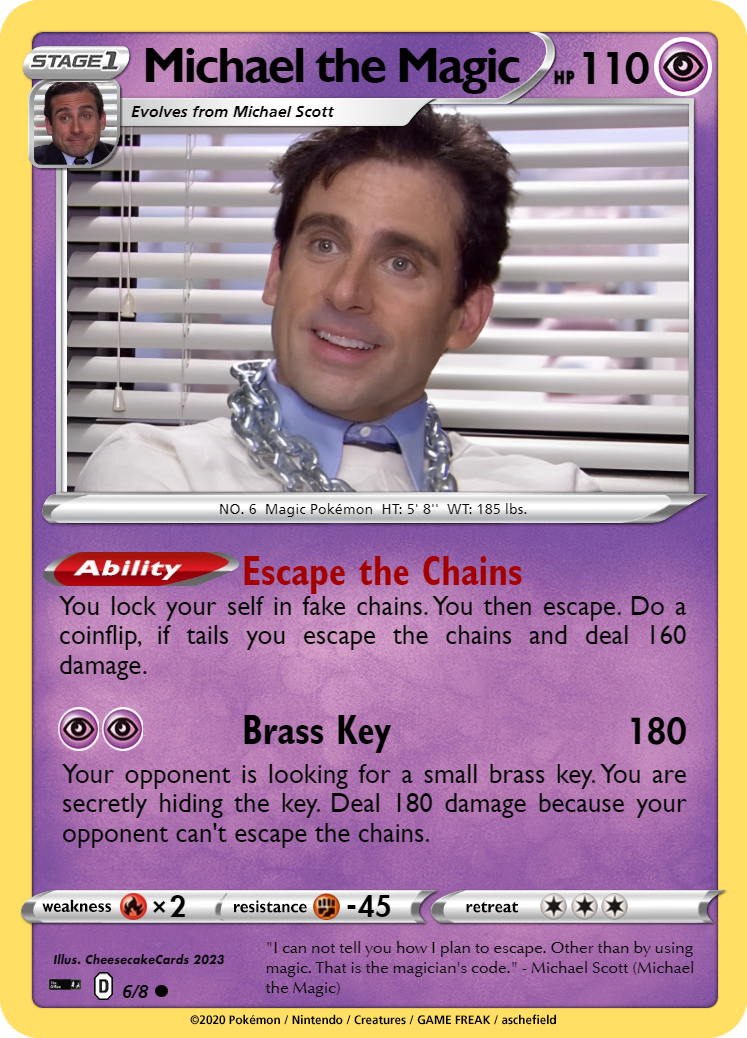 STAGE1
Michael the Magic
HP 110
Evolves from Michael Scott
NO. 6 Magic Pokémon HT: 5' 8'' WT: 185 lbs.
Ability Escape the Chains
You lock your self in fake chains. You then escape. Do a
coinflip, if tails you escape the chains and deal 160
damage.
Brass Key 180
Your opponent is looking for a small brass key. You are
secretly hiding the key. Deal 180 damage because your
opponent can't escape the chains.
weakness ×2 resistance -45 retreat
Illus. CheesecakeCards 2023
D 6/8
"I can not tell you how I plan to escape. Other than by using
magic. That is the magician's code." - Michael Scott (Michael
the Magic)
©2020 Pokémon / Nintendo / Creatures / GAME FREAK / aschefield